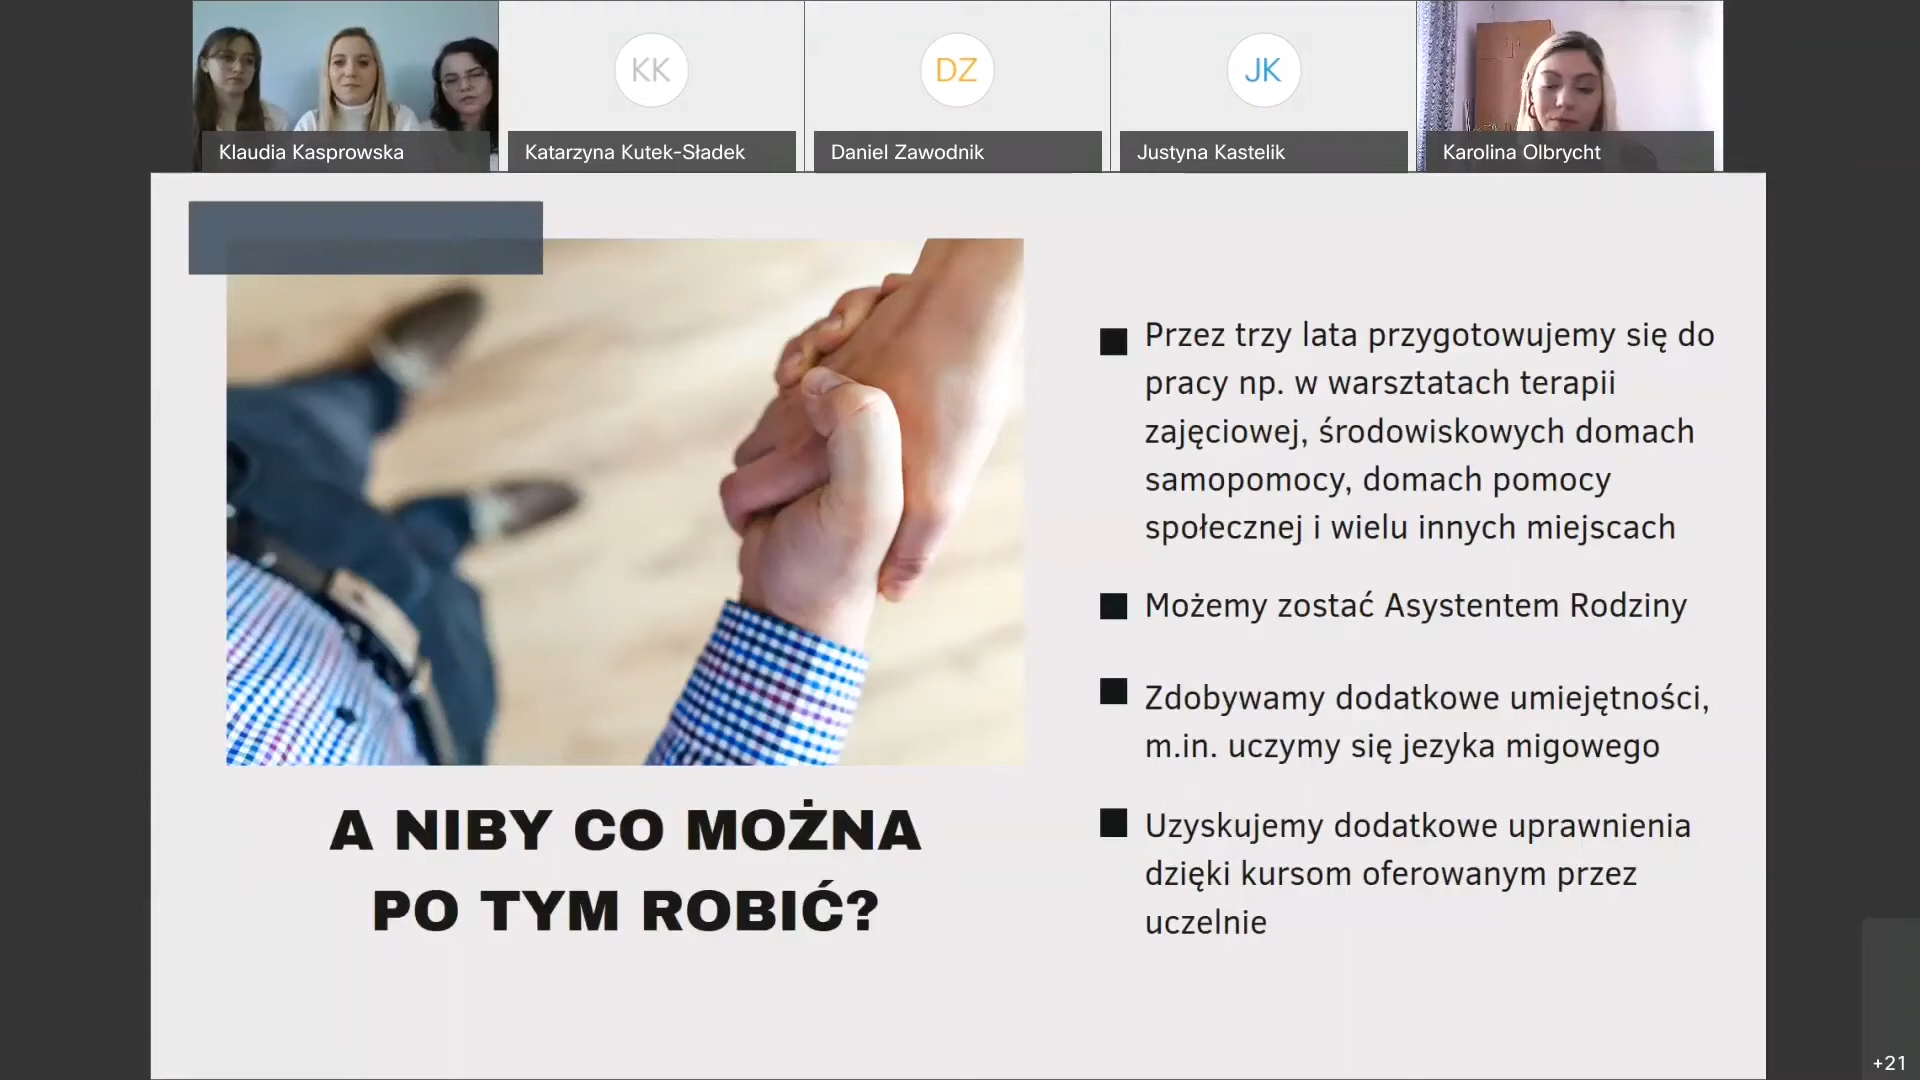 KK
DZ
JK
Klaudia Kasprowska
Katarzyna Kutek-Sładek
Daniel Zawodnik
Justyna Kastelik
Karolina Olbrycht
A NIBY CO MOŻNA
PO TYM ROBIĆ?
Przez trzy lata przygotowujemy się do
pracy np. w warsztatach terapii
zajęciowej, środowiskowych domach
samopomocy, domach pomocy
społecznej i wielu innych miejscach
Możemy zostać Asystentem Rodziny
Zdobywamy dodatkowe umiejętności,
m.in. uczymy się jezyka migowego
Uzyskujemy dodatkowe uprawnienia
dzięki kursom oferowanym przez
uczelnie
+21